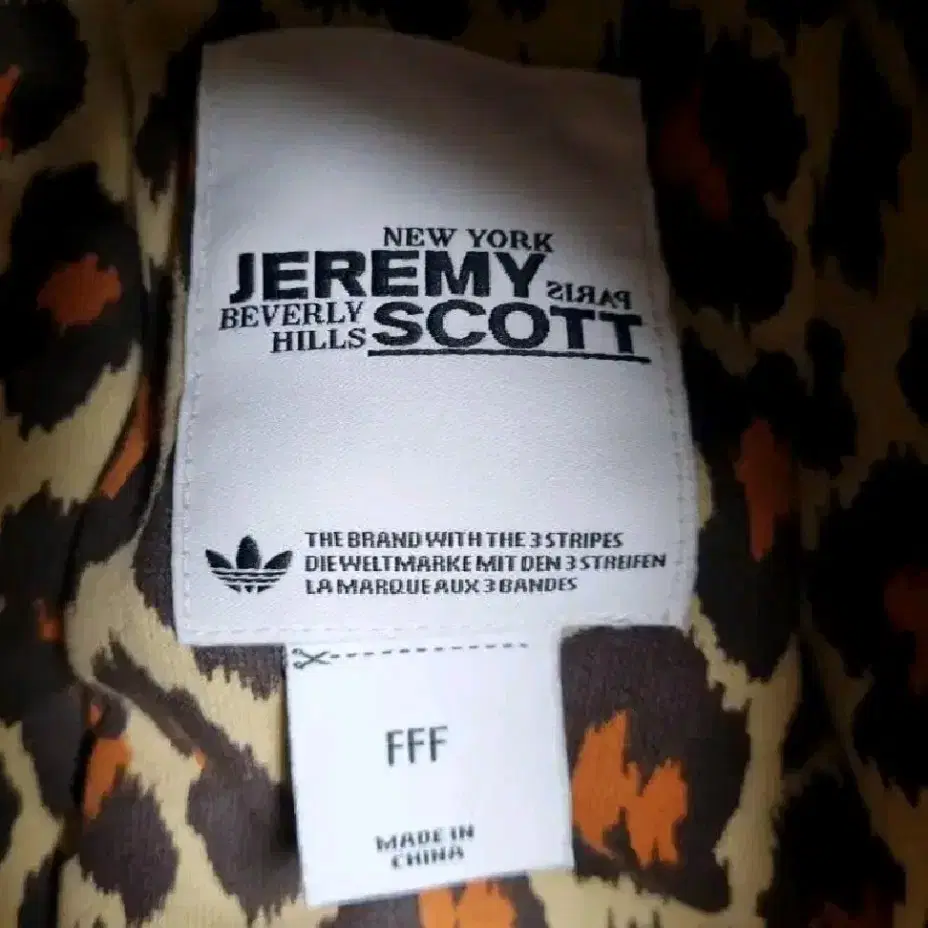 NEW YORK
JEREMY PARIS
BEVERLY SCOTT
HILLS
THE BRAND WITH THE 3 STRIPES
DIE WELTMARKE MIT DEN 3 STREIFEN
LA MARQUE AUX 3 BANDES
FFF
MADE IN
CHINA